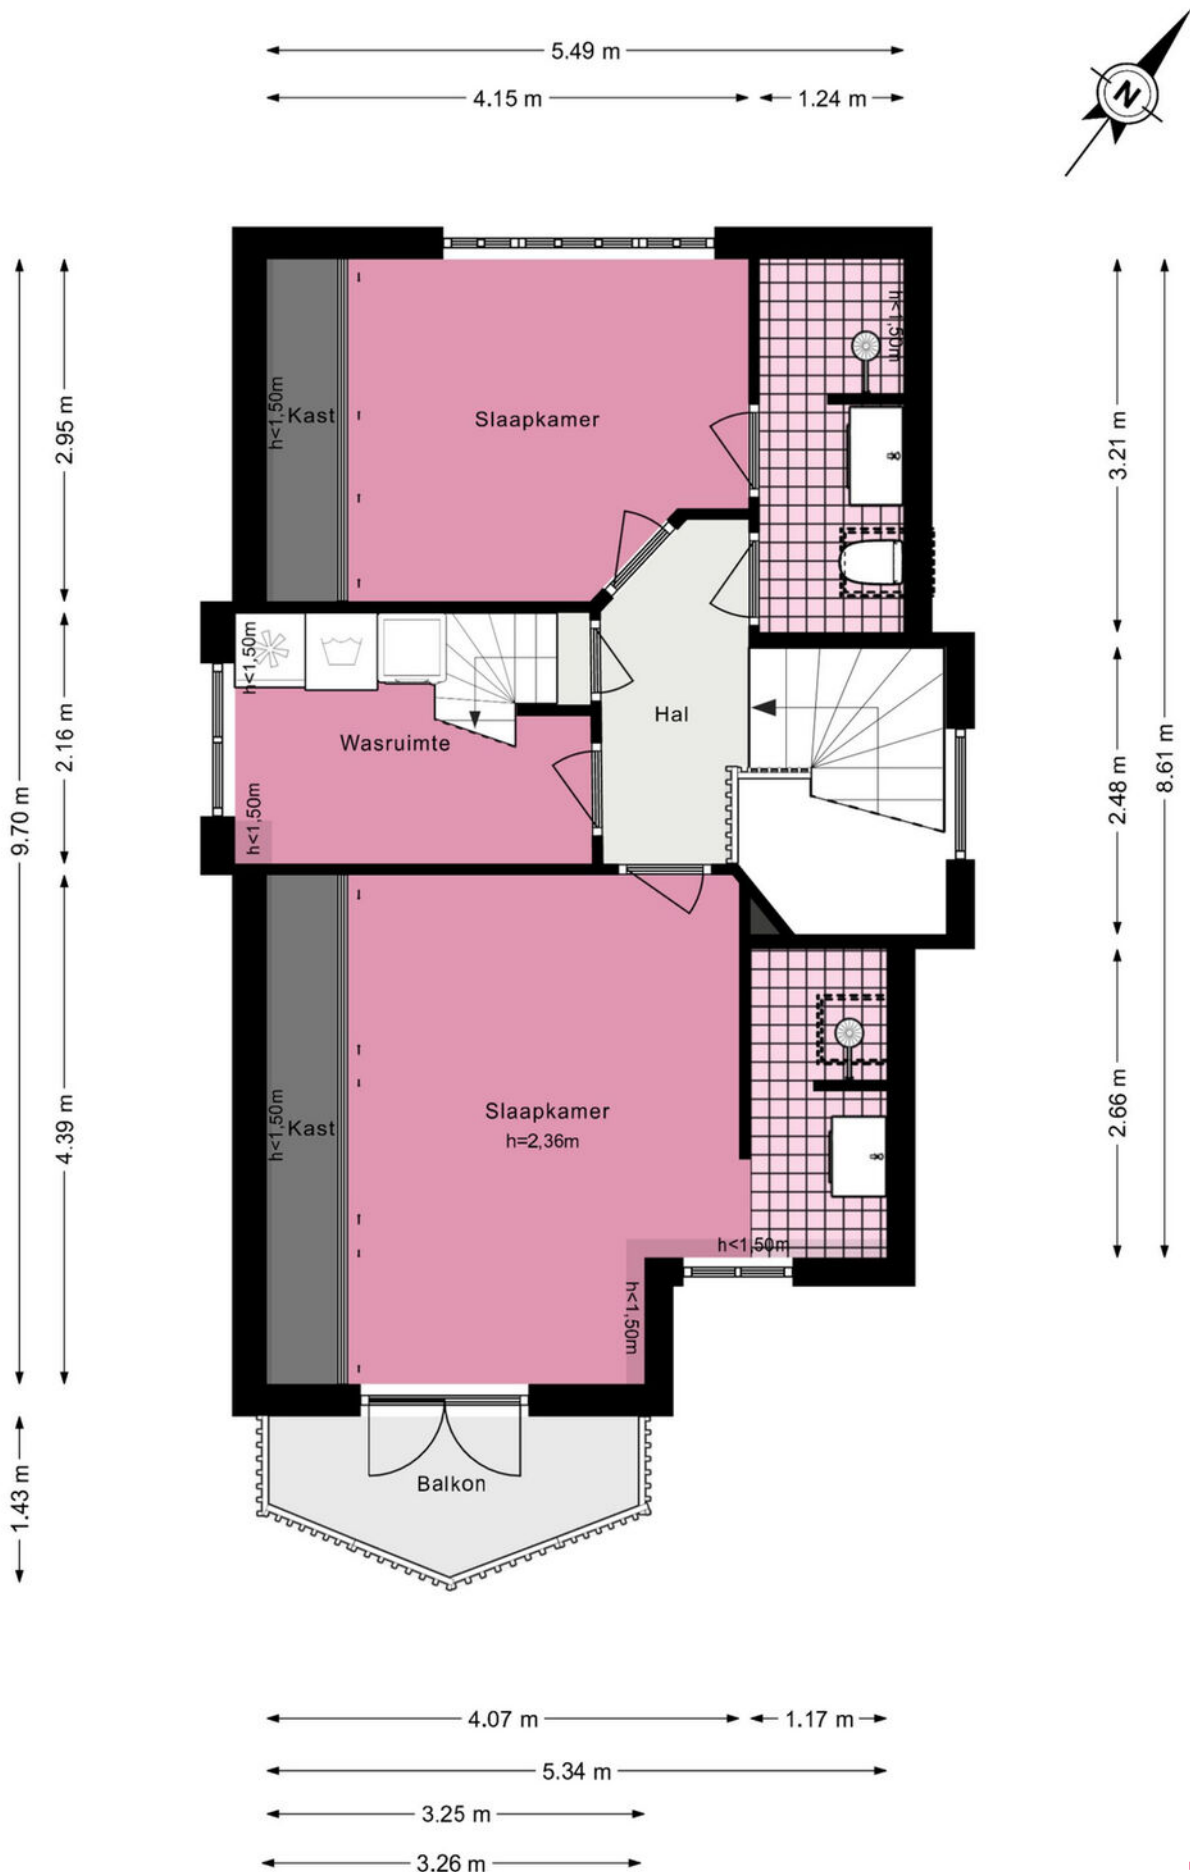 5.49 m
4.15 m
1.24 m
N
h<1,50m
Kast
Slaapkamer
h<1,50m
2.95 m
9.70 m
3.21 m
8.61 m
h<1,50m
Wasruimte
h<1,50m
Hal
2.16 m
2.48 m
h<1,50m
Kast
Slaapkamer
h=2,36m
4.39 m
2.66 m
h<1,50m
h<1,50m
Balkon
1.43 m
4.07 m
1.17 m
5.34 m
3.25 m
3.26 m